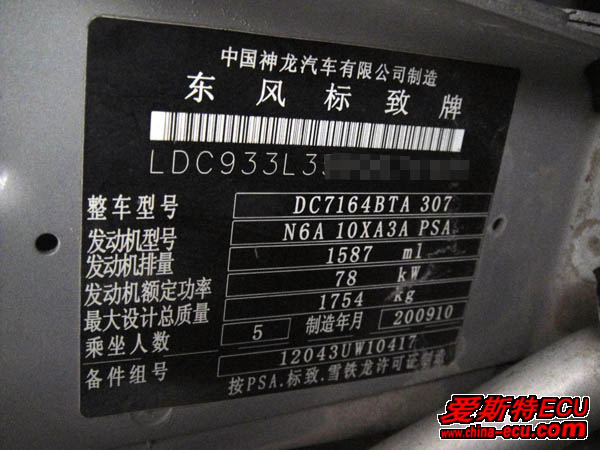 中国神龙汽车有限公司制造
东风标致牌
LDC933L3
整车型号 DC7164BTA 307
发动机型号 N6A 10XA3A PSA
发动机排量 1587 ml
发动机额定功率 78 kW
最大设计总质量 1754 kg
乘坐人数 5 制造年月 200910
备件组号 12043UW10417
按PSA.标致.雪铁龙许可证制造
爱斯特ECU
www.china-ecu.com